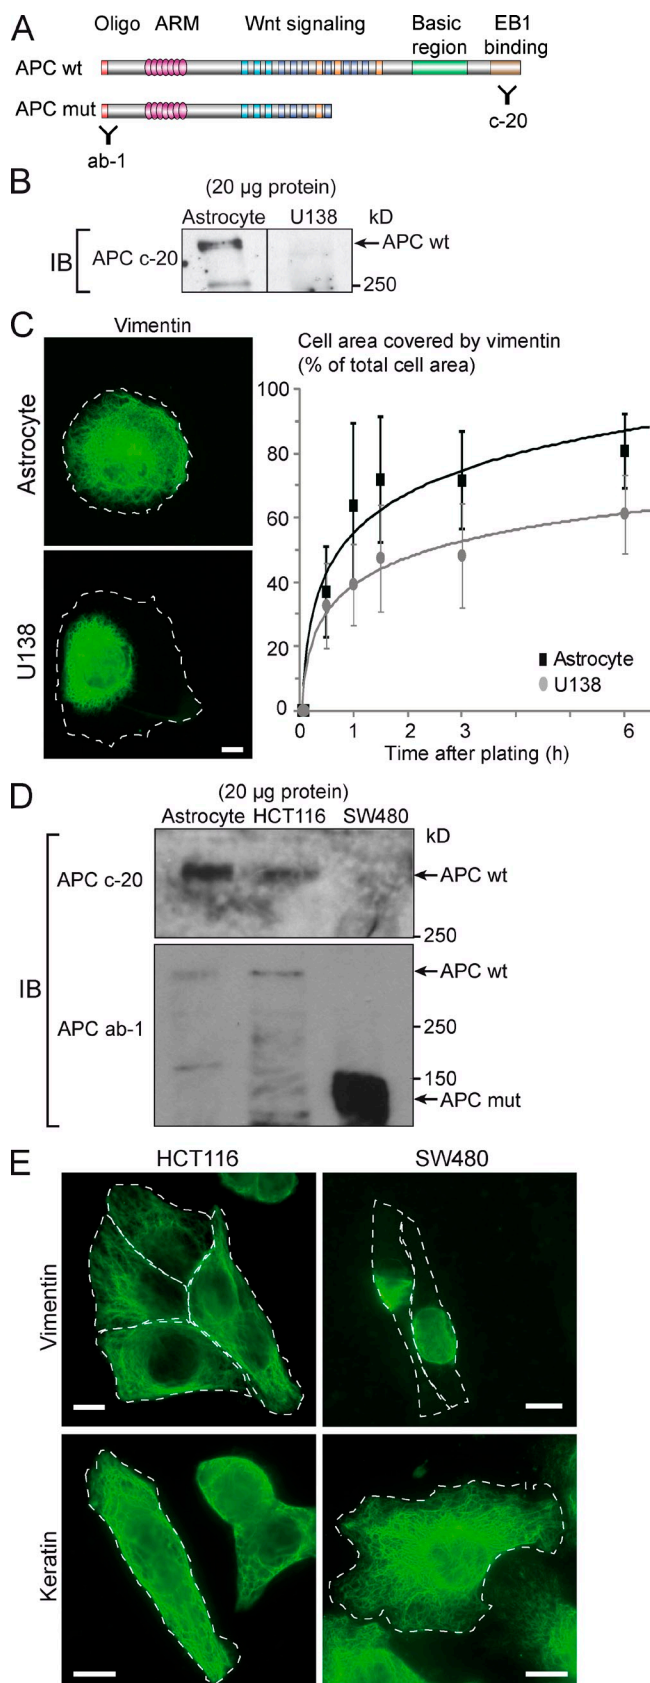 A
Oligo ARM Wnt signaling Basic region EB1 binding
APC wt
c-20
APC mut
ab-1
B
(20 µg protein)
Astrocyte U138 kD
IB APC c-20 APC wt
250
C
Vimentin
Astrocyte
U138
Cell area covered by vimentin
(% of total cell area)
100
80
60
40
20
0
Astrocyte
U138
0 1 2 3 6
Time after plating (h)
D
(20 µg protein)
Astrocyte HCT116 SW480
kD
IB
APC c-20 APC wt
250
APC wt
APC ab-1 250
150
APC mut
E
HCT116 SW480
Vimentin
Keratin